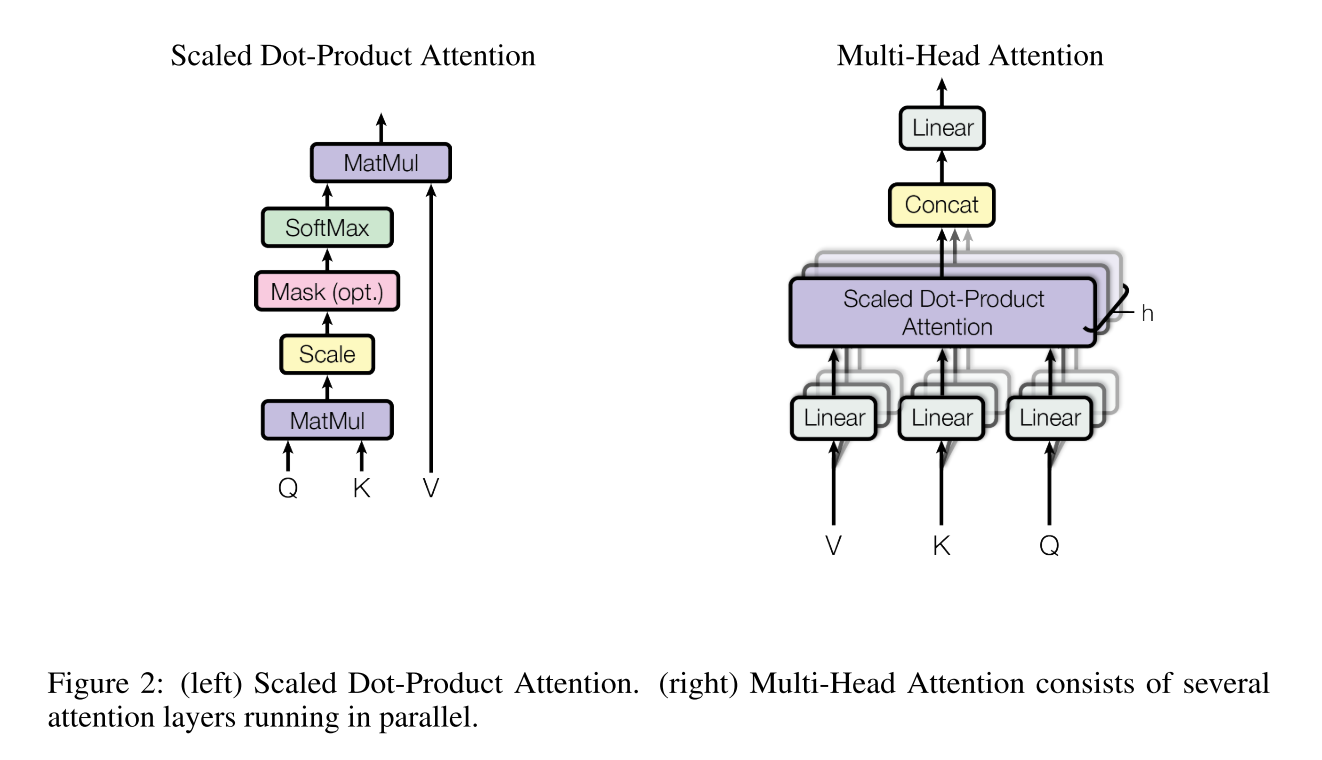 Scaled Dot-Product Attention
MatMul
SoftMax
Mask (opt.)
Scale
MatMul
Q K V
Multi-Head Attention
Linear
Concat
Scaled Dot-Product
Attention
h
Linear Linear Linear
V K Q
Figure 2: (left) Scaled Dot-Product Attention. (right) Multi-Head Attention consists of several
attention layers running in parallel.